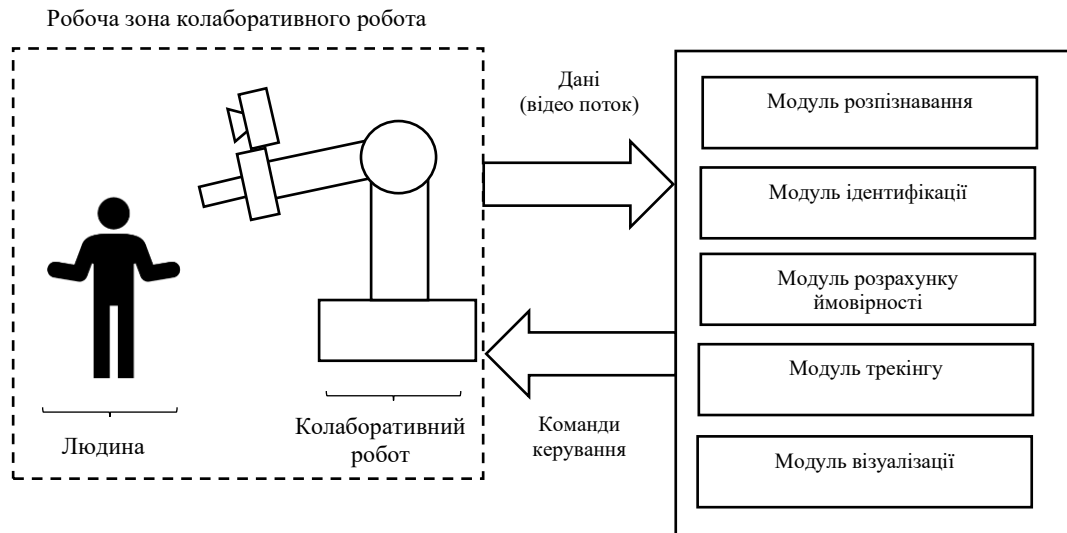 Робоча зона колаборативного робота
Дані
(відео поток)
Людина
Колаборативний
робот
Команди
керування
Модуль розпізнавання
Модуль ідентифікації
Модуль розрахунку
ймовірності
Модуль трекінгу
Модуль візуалізації